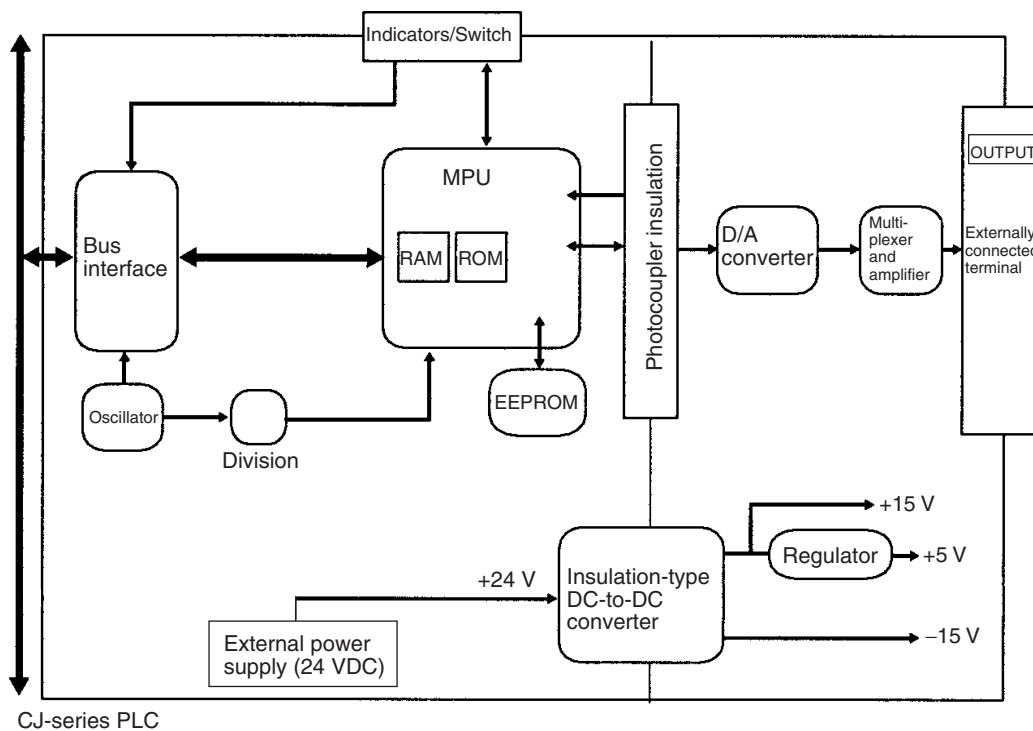 Indicators/Switch
MPU
RAM
ROM
Bus
interface
Photocoupler insulation
D/A
converter
Multi-
plexer
and
amplifier
OUTPUT
Externally
connected
terminal
EEPROM
Oscillator
Division
+15 V
Regulator
+5 V
+24 V
Insulation-type
DC-to-DC
converter
–15 V
External power
supply (24 VDC)
CJ-series PLC